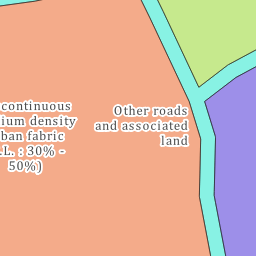 continuous
ium density
ban fabric
.L. : 30% -
50%)
Other roads
and associated
land